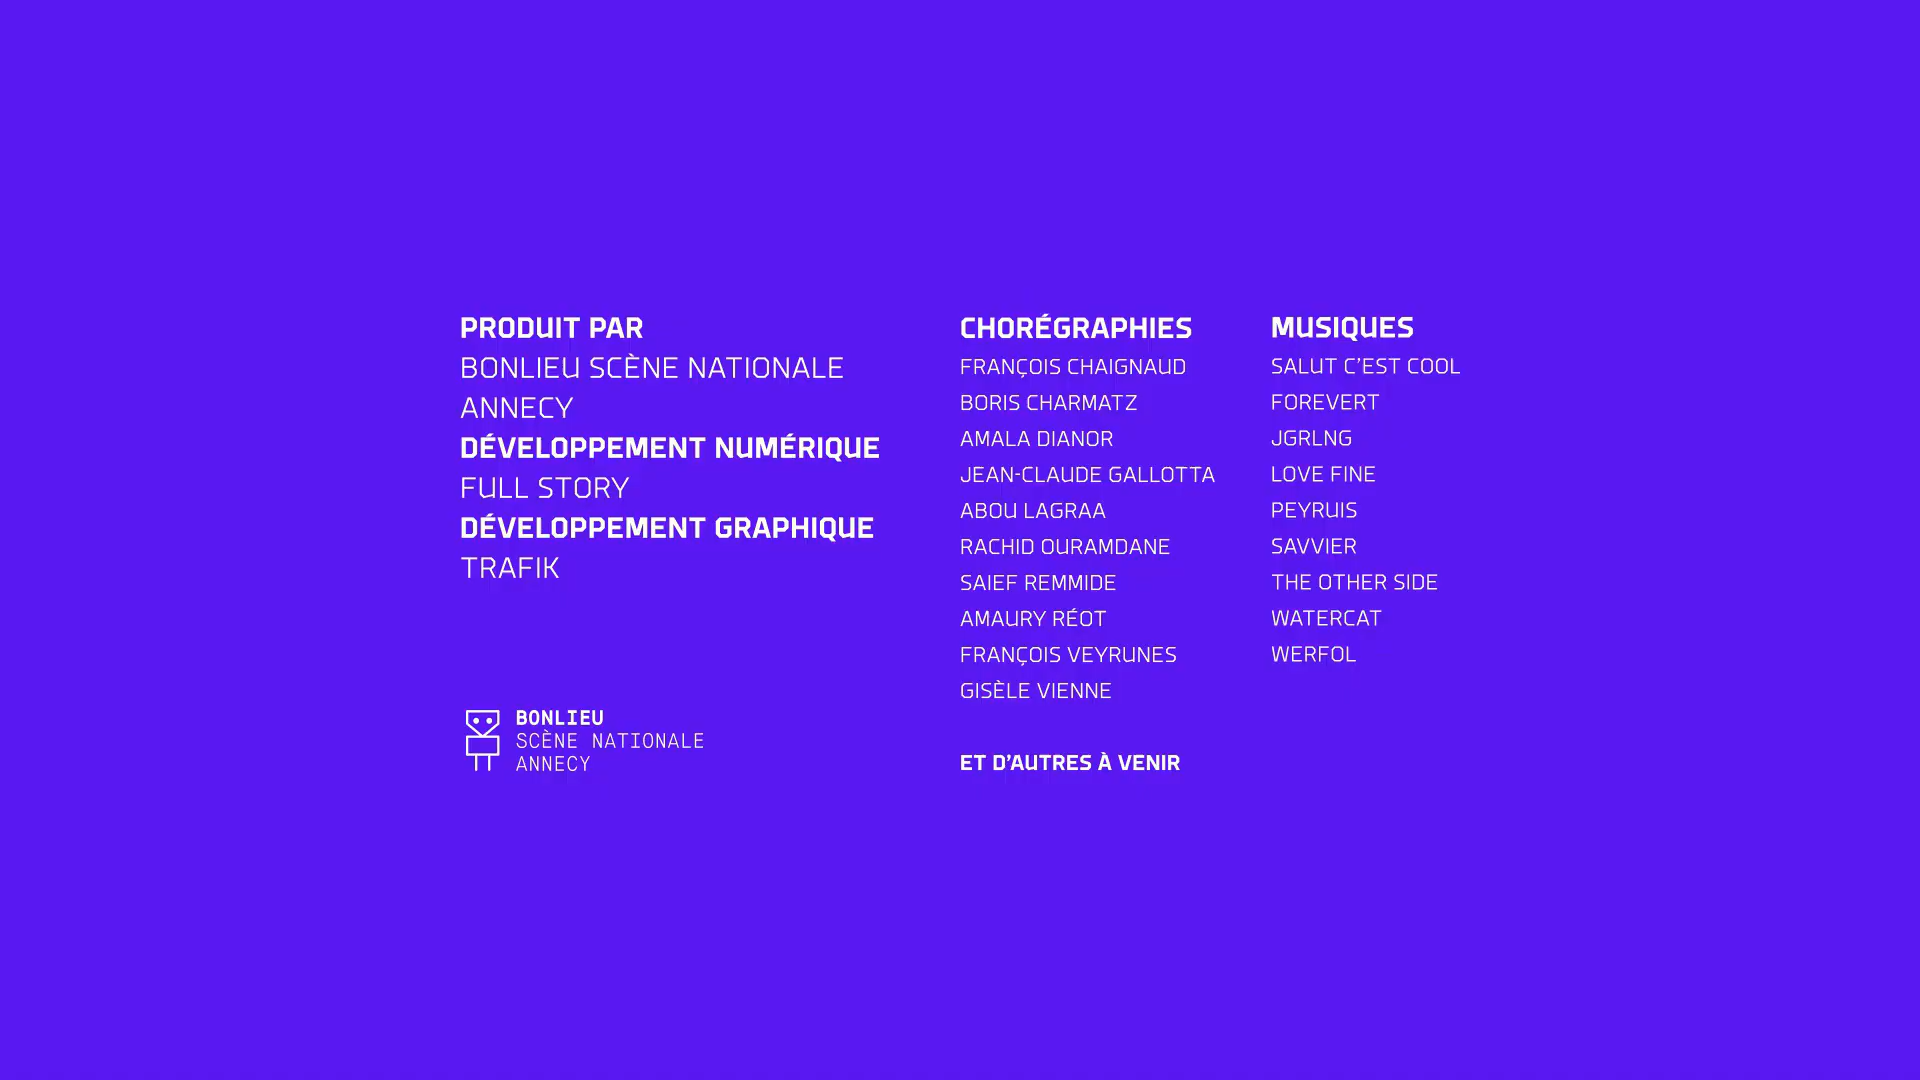 PRODUIT PAR
BONLIEU SCÈNE NATIONALE
ANNECY
DÉVELOPPEMENT NUMÉRIQUE
FULL STORY
DÉVELOPPEMENT GRAPHIQUE
TRAFIK
BONLIEU
SCÈNE NATIONALE
ANNECY
CHORÉGRAPHIES
FRANÇOIS CHAIGNAUD
BORIS CHARMATZ
AMALA DIANOR
JEAN-CLAUDE GALLOTTA
ABOU LAGRAA
RACHID OURAMDANE
SAIEF REMMIDE
AMAURY RÉOT
FRANÇOIS VEYRUNES
GISÈLE VIENNE
ET D’AUTRES À VENIR
MUSIQUES
SALUT C’EST COOL
FOREVERT
JGRLNG
LOVE FINE
PEYRUIS
SAVVIER
THE OTHER SIDE
WATERCAT
WERFOL